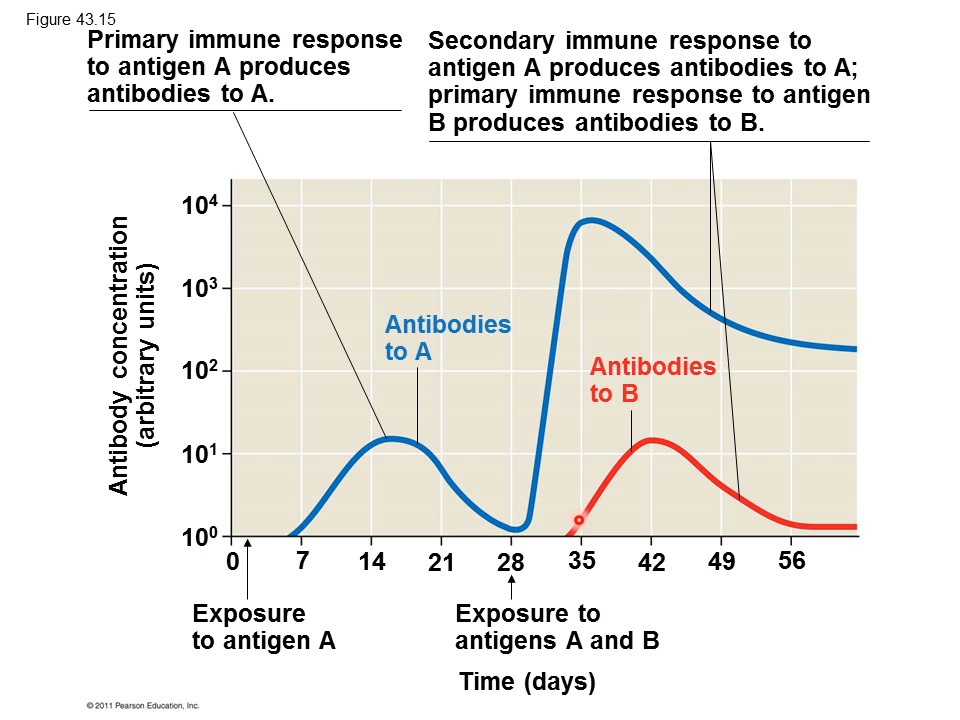 Figure 43.15
Primary immune response
to antigen A produces
antibodies to A.
Secondary immune response to
antigen A produces antibodies to A;
primary immune response to antigen
B produces antibodies to B.
Antibody concentration
(arbitrary units)
10⁴
10³
10²
10¹
10⁰
Antibodies
to A
Antibodies
to B
0 7 14 21 28 35 42 49 56
Exposure
to antigen A
Exposure to
antigens A and B
Time (days)
© 2011 Pearson Education, Inc.